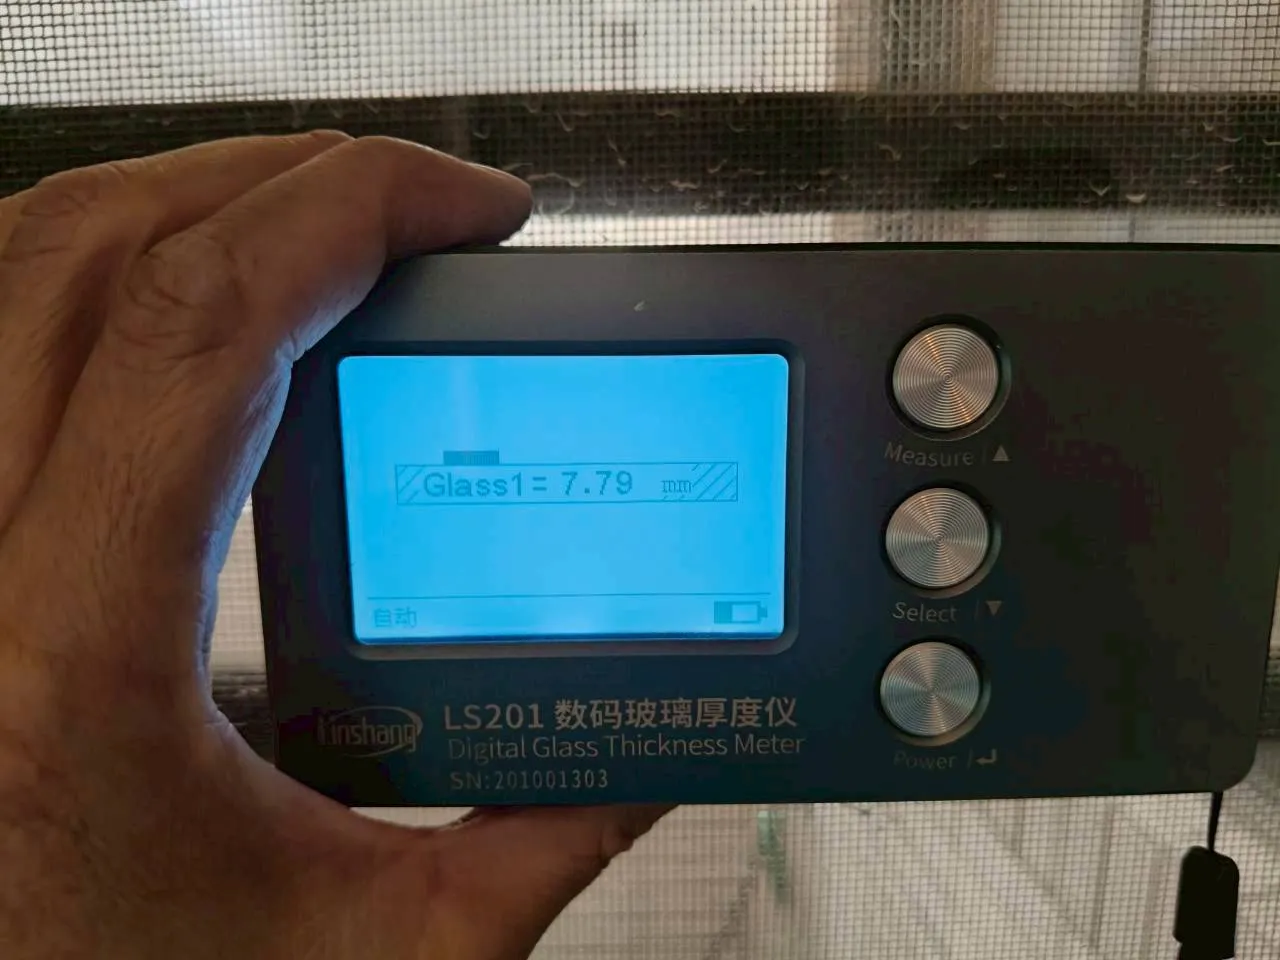 Glass1= 7.79 mm
自动
Measure ▲
Select ▼
Power ↵
Linshang
LS201 数码玻璃厚度仪
Digital Glass Thickness Meter
SN:201001303